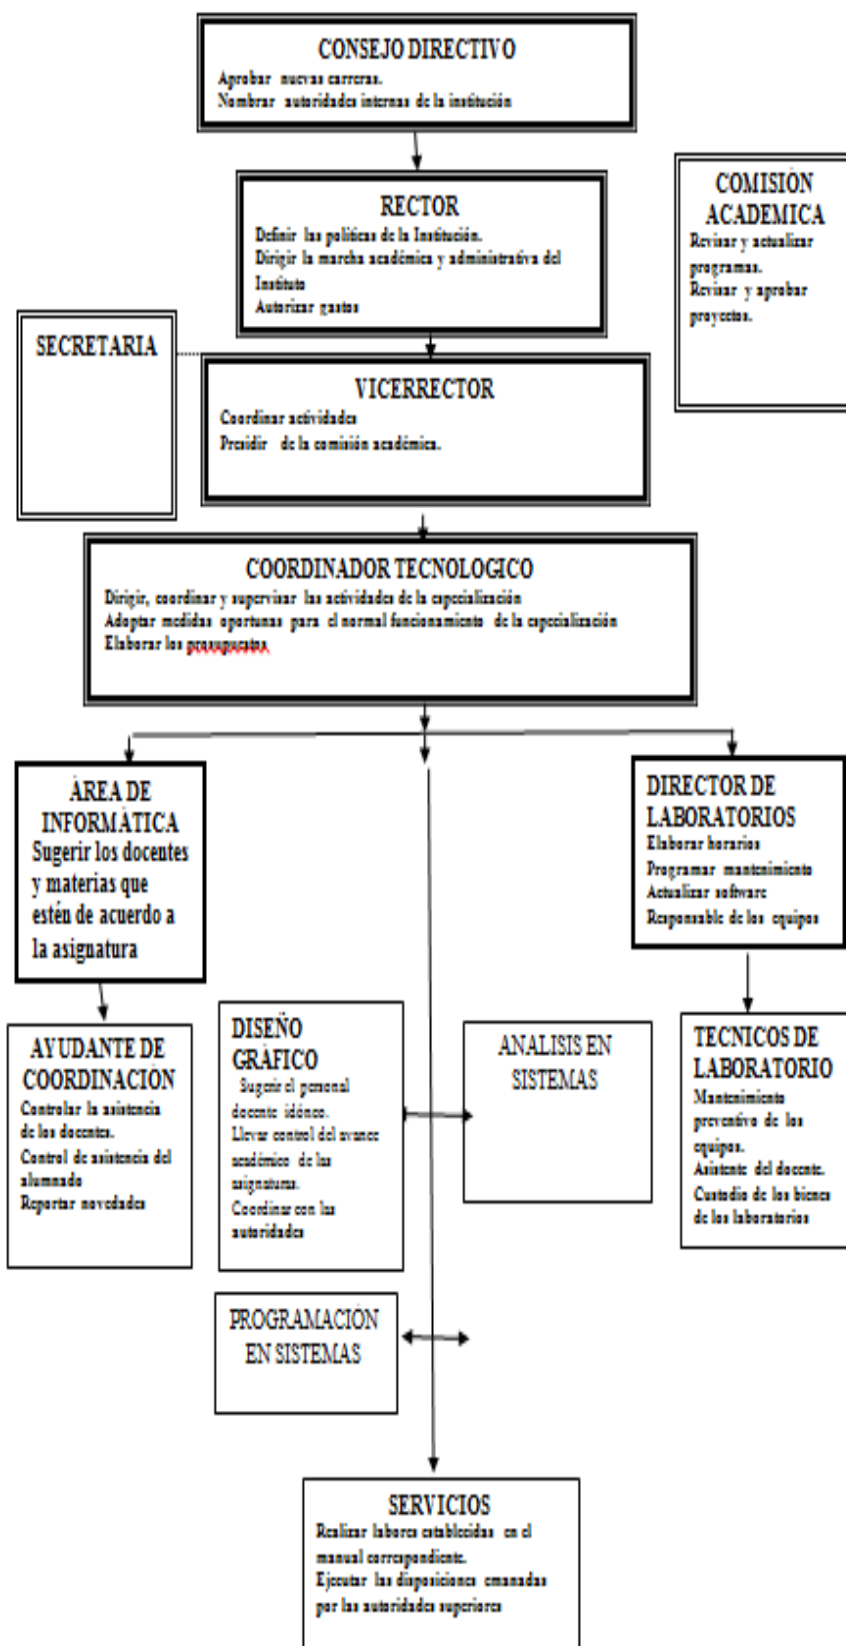 CONSEJO DIRECTIVO
Aprobar nuevas carreras.
Nombrar autoridades internas de la institución
RECTOR
Definir las políticas de la Institución.
Dirigir la marcha académica y administrativa del
Instituto
Autorizar gastos
COMISIÓN
ACADEMICA
Revisar y actualizar
programas.
Revisar y aprobar
proyectos.
SECRETARIA
VICERRECTOR
Coordinar actividades
Presidir de la comisión académica.
COORDINADOR TECNOLOGICO
Dirigir, coordinar y supervisar las actividades de la especialización
Adoptar medidas oportunas para el normal funcionamiento de la especialización
Elaborar los presupuestos
ÁREA DE
INFORMÁTICA
Sugerir los docentes
y materias que
estén de acuerdo a
la asignatura
DIRECTOR DE
LABORATORIOS
Elaborar horarios
Programar mantenimiento
Actualizar software
Responsable de los equipos
AYUDANTE DE
COORDINACIÓN
Controlar la asistencia
de los docentes.
Control de asistencia del
alumnado
Reportar novedades
DISEÑO
GRÁFICO
Sugerir el personal
docente idóneo.
Llevar control del avance
académico de las
asignaturas.
Coordinar con las
autoridades
ANALISIS EN
SISTEMAS
TECNICOS DE
LABORATORIO
Mantenimiento
preventivo de los
equipos.
Asistente del docente.
Custodio de los bienes
de los laboratorios
PROGRAMACIÓN
EN SISTEMAS
SERVICIOS
Realizar labores establecidas en el
manual correspondiente.
Ejecutar las disposiciones emanadas
por las autoridades superiores